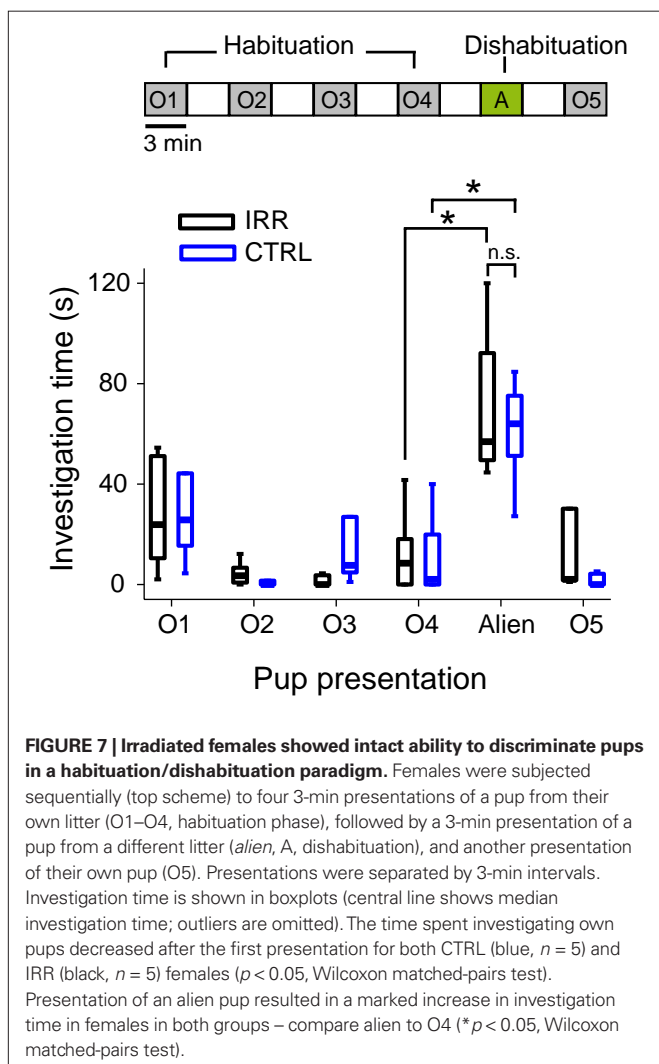 Habituation Dishabituation
O1 O2 O3 O4 A O5
3 min
* 
*
n.s.
IRR
CTRL
Investigation time (s)
120
80
40
0
O1 O2 O3 O4 Alien O5
Pup presentation
FIGURE 7 | Irradiated females showed intact ability to discriminate pups
in a habituation/dishabituation paradigm. Females were subjected
sequentially (top scheme) to four 3-min presentations of a pup from their
own litter (O1–O4, habituation phase), followed by a 3-min presentation of a
pup from a different litter (alien, A, dishabituation), and another presentation
of their own pup (O5). Presentations were separated by 3-min intervals.
Investigation time is shown in boxplots (central line shows median
investigation time; outliers are omitted). The time spent investigating own
pups decreased after the first presentation for both CTRL (blue, n = 5) and
IRR (black, n = 5) females (p < 0.05, Wilcoxon matched-pairs test).
Presentation of an alien pup resulted in a marked increase in investigation
time in females in both groups – compare alien to O4 (*p < 0.05, Wilcoxon
matched-pairs test).